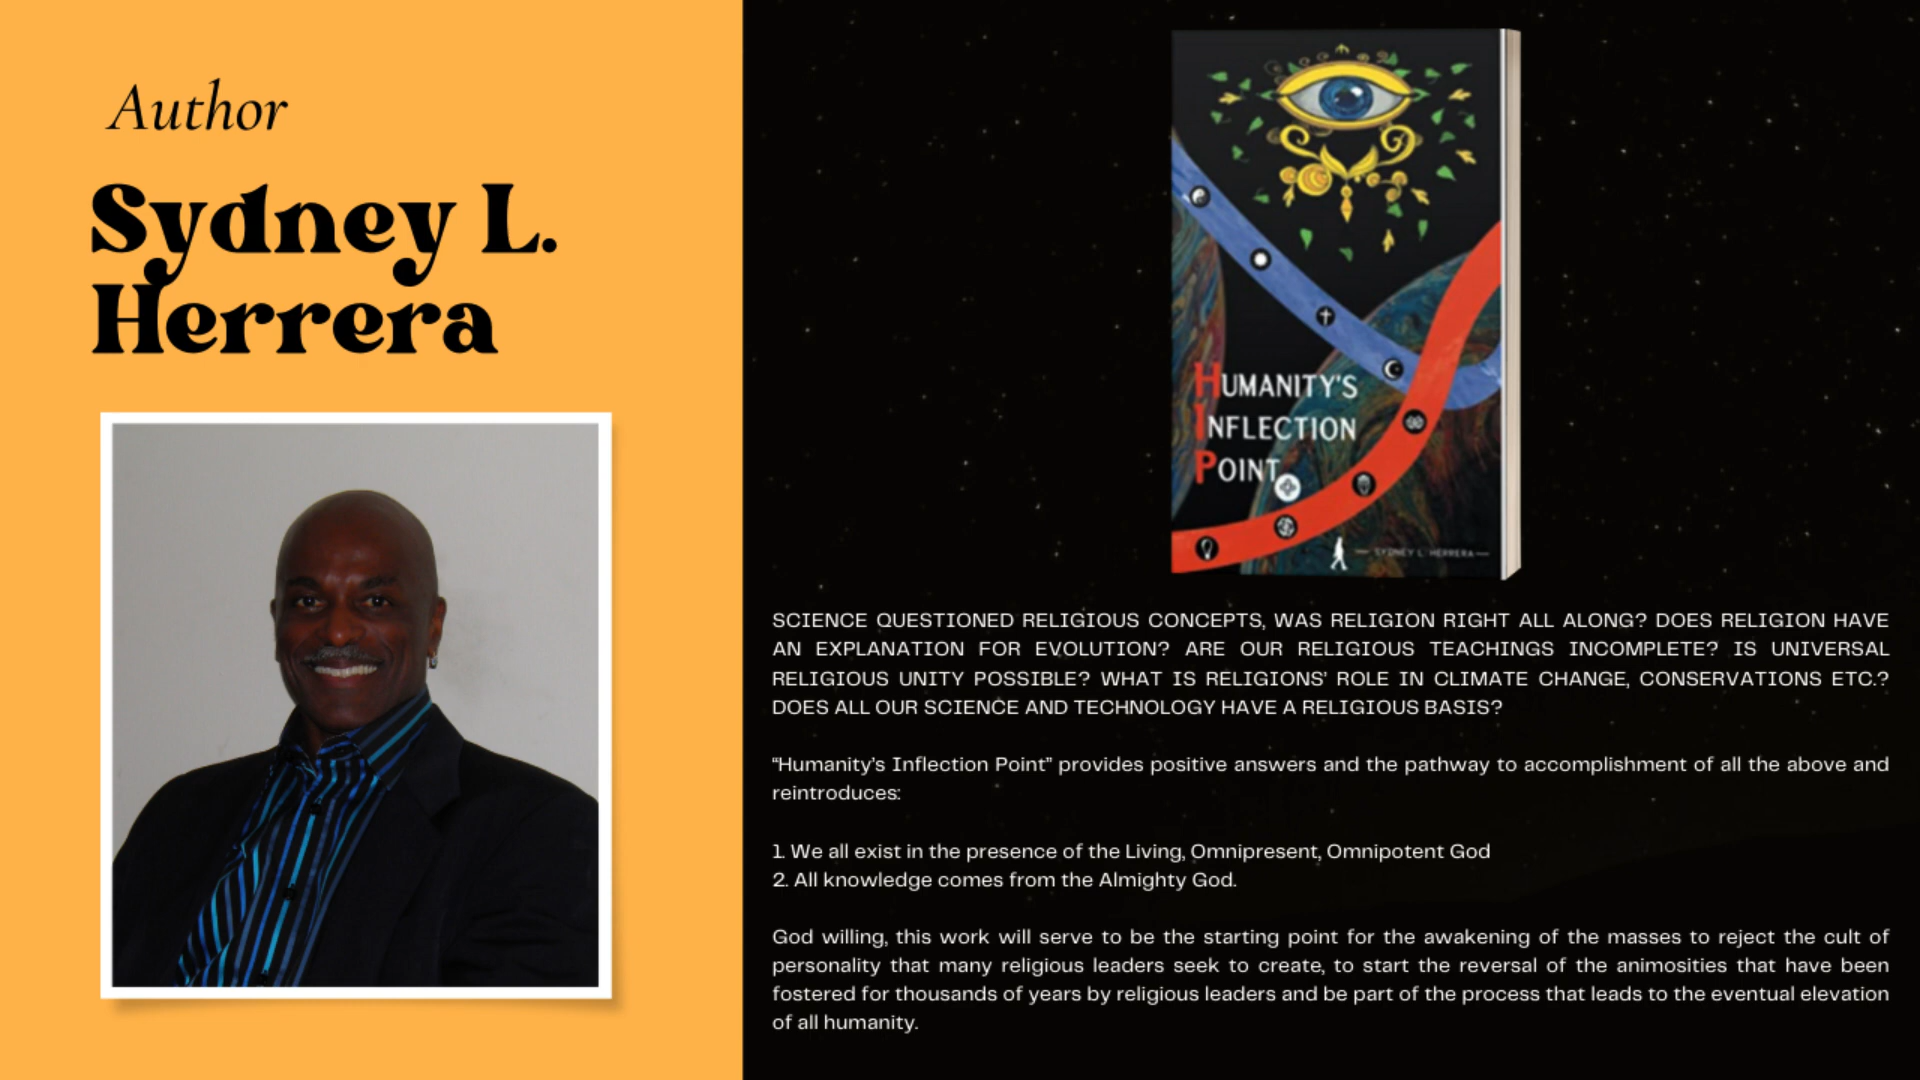 Author
Sydney L.
Herrera
HUMANITY'S
INFLECTION
POINT
SYDNEY L. HERRERA
SCIENCE QUESTIONED RELIGIOUS CONCEPTS, WAS RELIGION RIGHT ALL ALONG? DOES RELIGION HAVE
AN EXPLANATION FOR EVOLUTION? ARE OUR RELIGIOUS TEACHINGS INCOMPLETE? IS UNIVERSAL
RELIGIOUS UNITY POSSIBLE? WHAT IS RELIGIONS' ROLE IN CLIMATE CHANGE, CONSERVATIONS ETC.?
DOES ALL OUR SCIENCE AND TECHNOLOGY HAVE A RELIGIOUS BASIS?
“Humanity's Inflection Point” provides positive answers and the pathway to accomplishment of all the above and
reintroduces:
1. We all exist in the presence of the Living, Omnipresent, Omnipotent God
2. All knowledge comes from the Almighty God.
God willing, this work will serve to be the starting point for the awakening of the masses to reject the cult of
personality that many religious leaders seek to create, to start the reversal of the animosities that have been
fostered for thousands of years by religious leaders and be part of the process that leads to the eventual elevation
of all humanity.